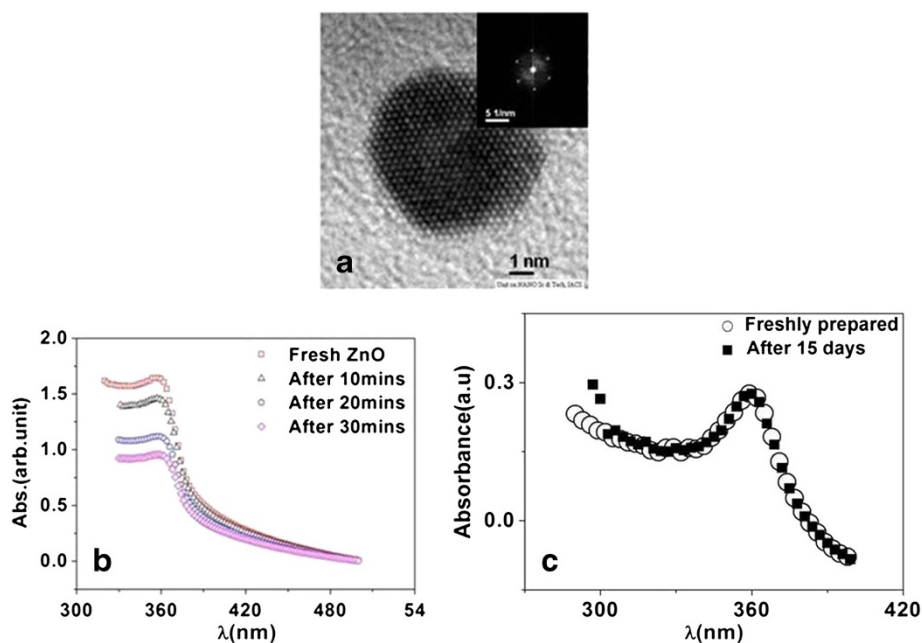 5 1/nm
a
1 nm
Unit on NANO Sc & Tech, IACS
2.0
1.5
1.0
0.5
0.0
Abs.(arb.unit)
Fresh ZnO
After 10mins
After 20mins
After 30mins
b
300 360 420 480 54
λ(nm)
0.3
0.0
Absorbance(a.u)
Freshly prepared
After 15 days
c
300 360 420
λ(nm)